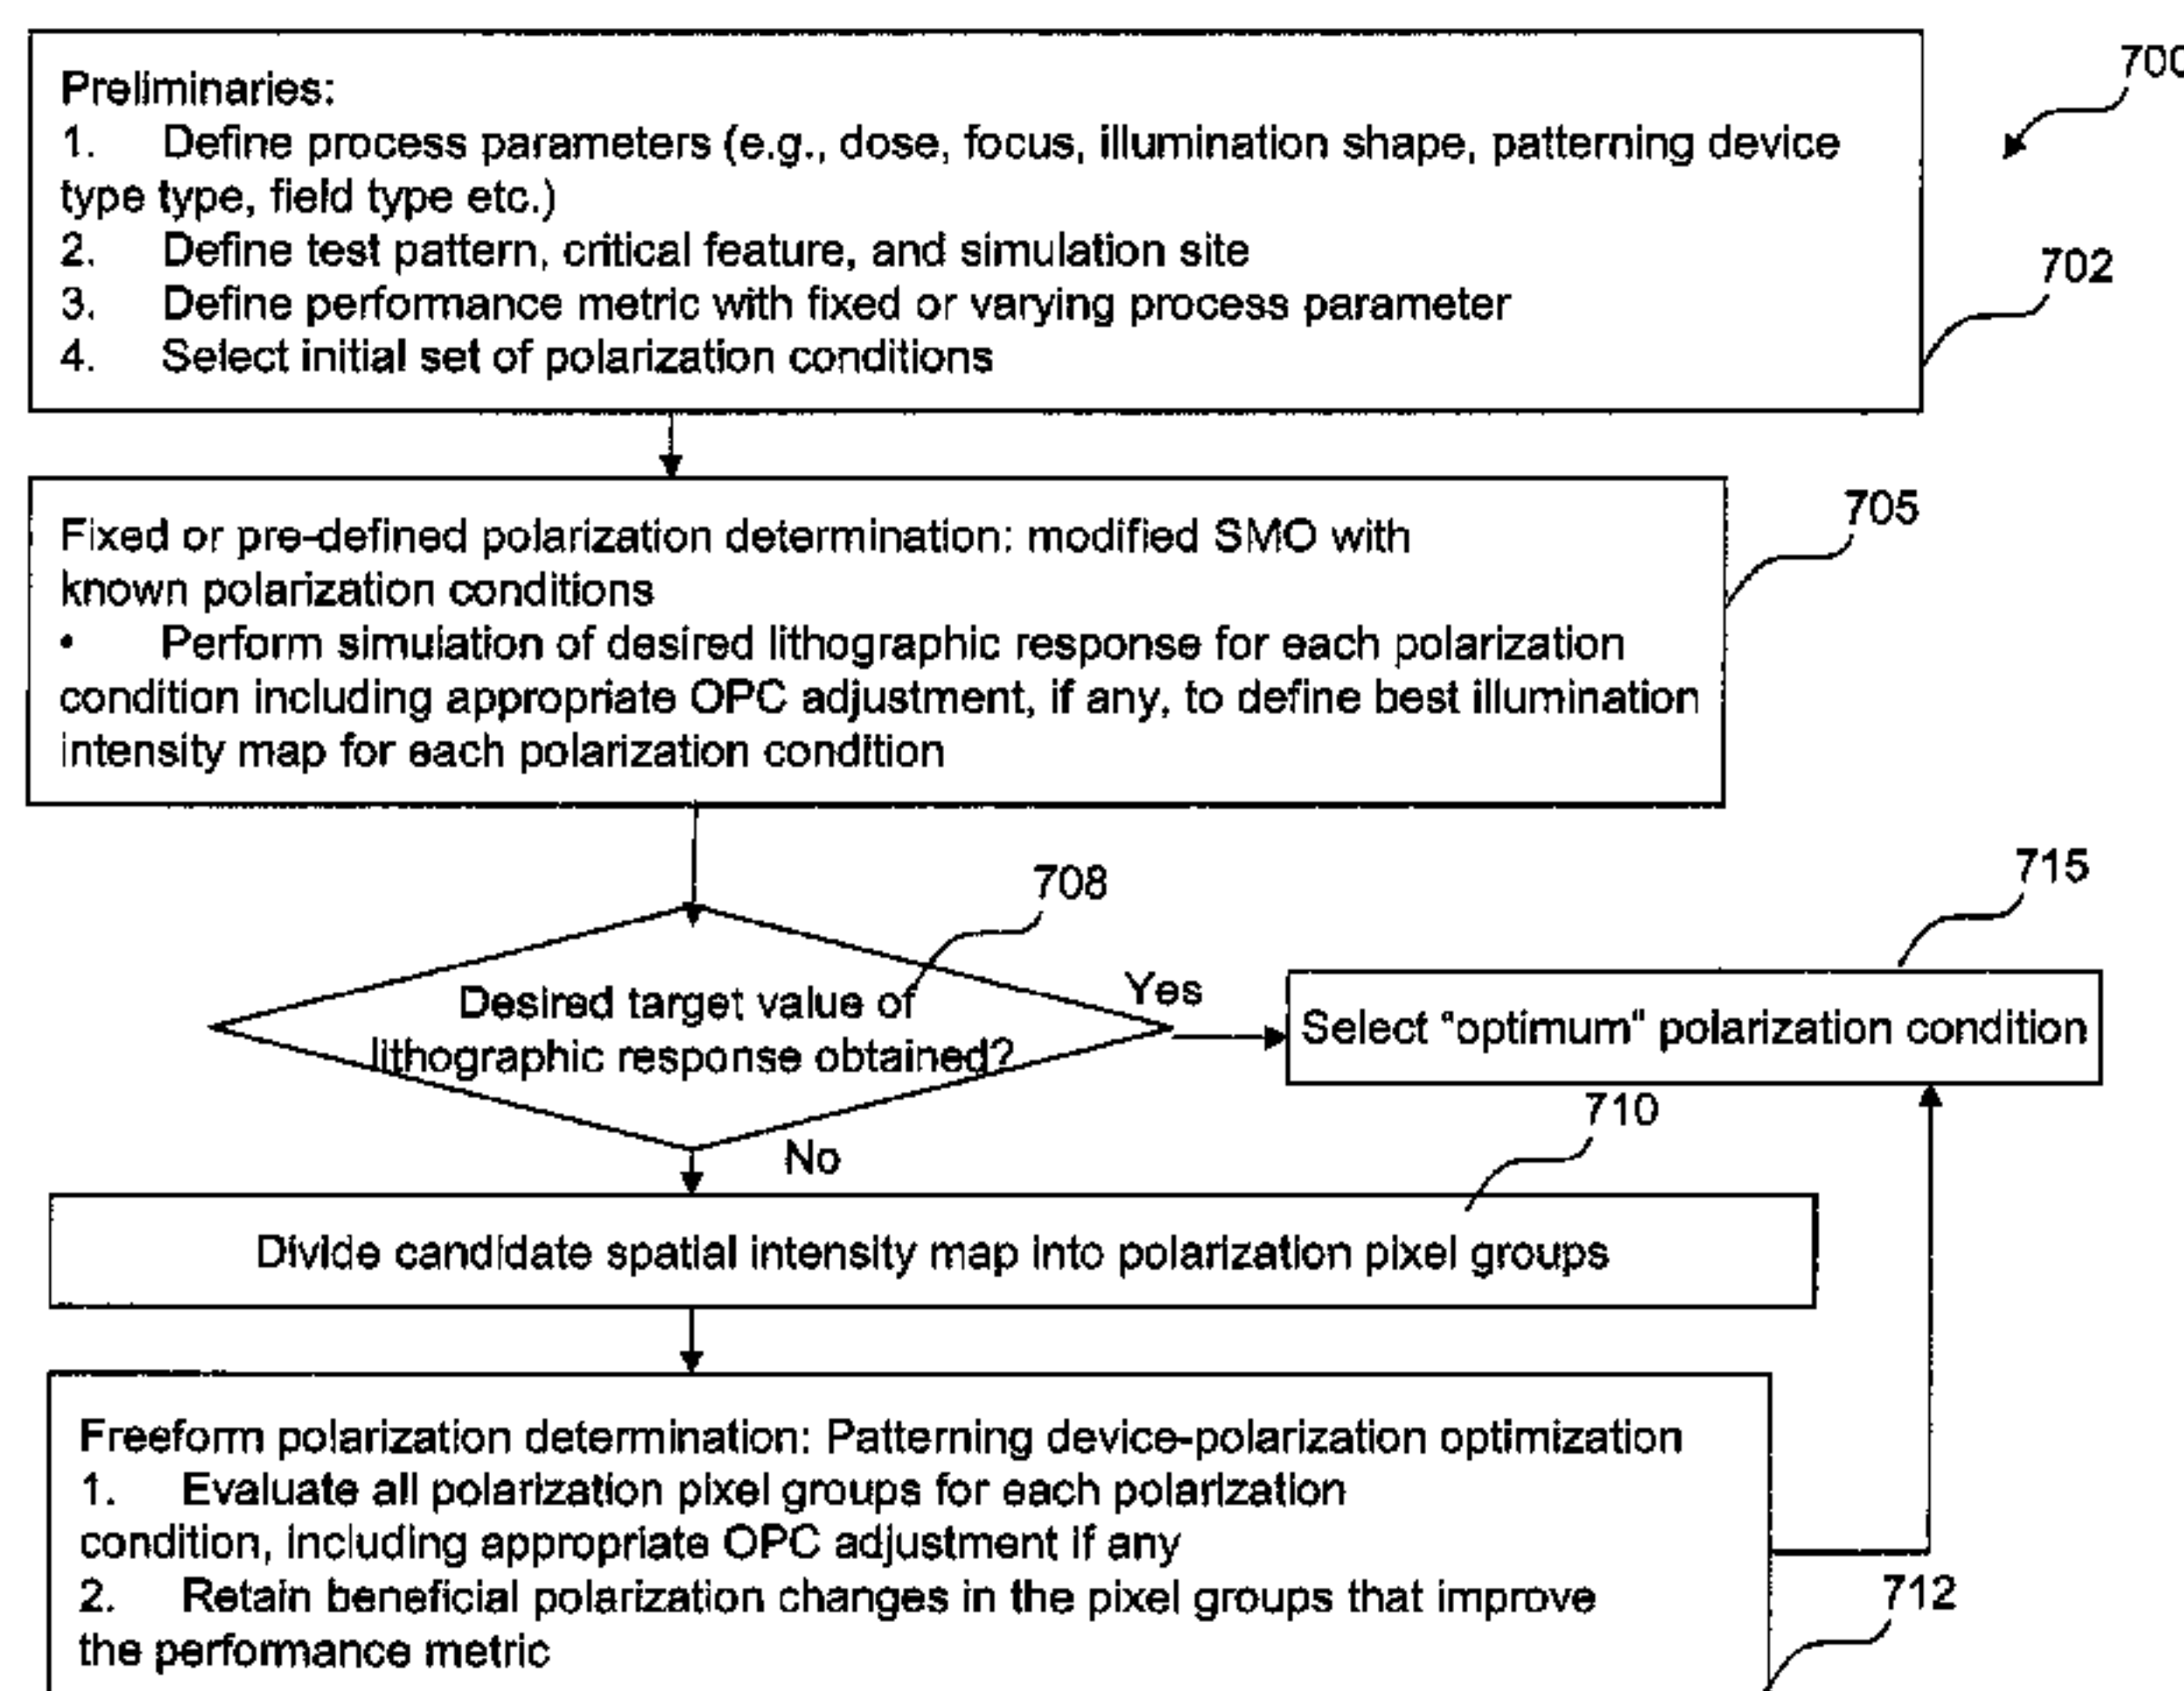 700
Preliminaries:
1. Define process parameters (e.g., dose, focus, illumination shape, patterning device
type type, field type etc.)
2. Define test pattern, critical feature, and simulation site
3. Define performance metric with fixed or varying process parameter
4. Select initial set of polarization conditions
702
705
Fixed or pre-defined polarization determination: modified SMO with
known polarization conditions
• Perform simulation of desired lithographic response for each polarization
condition including appropriate OPC adjustment, if any, to define best illumination
intensity map for each polarization condition
708
Desired target value of
lithographic response obtained?
Yes
715
Select "optimum" polarization condition
No
710
Divide candidate spatial intensity map into polarization pixel groups
Freeform polarization determination: Patterning device-polarization optimization
1. Evaluate all polarization pixel groups for each polarization
condition, including appropriate OPC adjustment if any
2. Retain beneficial polarization changes in the pixel groups that improve
the performance metric
712